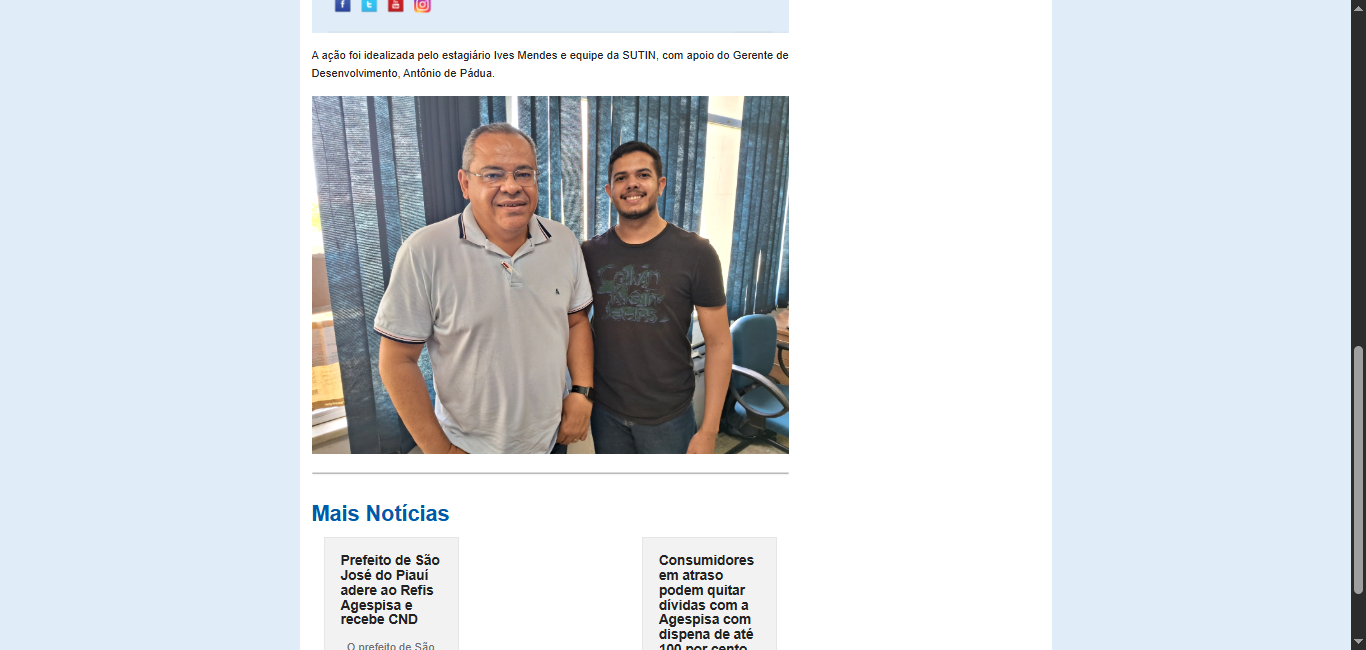 A ação foi idealizada pelo estagiário Ives Mendes e equipe da SUTIN, com apoio do Gerente de
Desenvolvimento, Antônio de Pádua.
Mais Notícias
Prefeito de São
José do Piauí
adere ao Refis
Agespisa e
recebe CND
O prefeito de São
Consumidores
em atraso
podem quitar
dívidas com a
Agespisa com
dispena de até
100 por cento